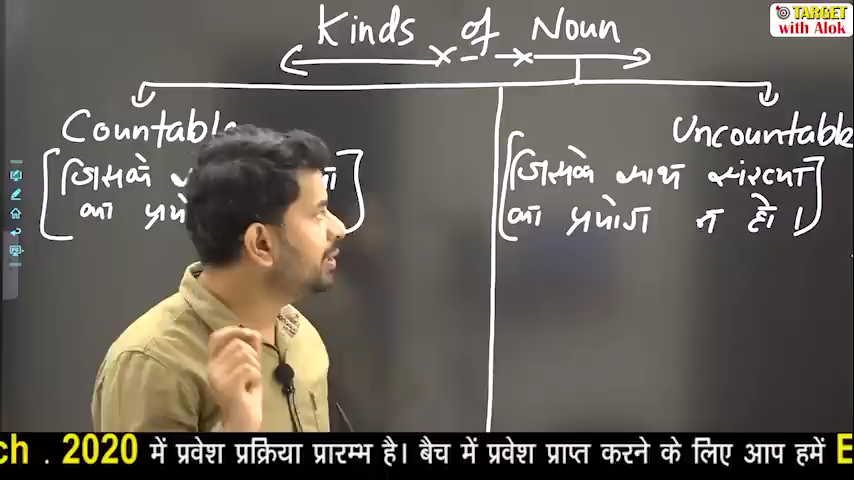 TARGET
with Alok
Kinds of Noun
Countable
Uncountable
[जिसके
का
[जिसके साथ संख्या]
का प्रयोग न हो।
ch . 2020 में प्रवेश प्रक्रिया प्रारम्भ है। बैच में प्रवेश प्राप्त करने के लिए आप हमें E